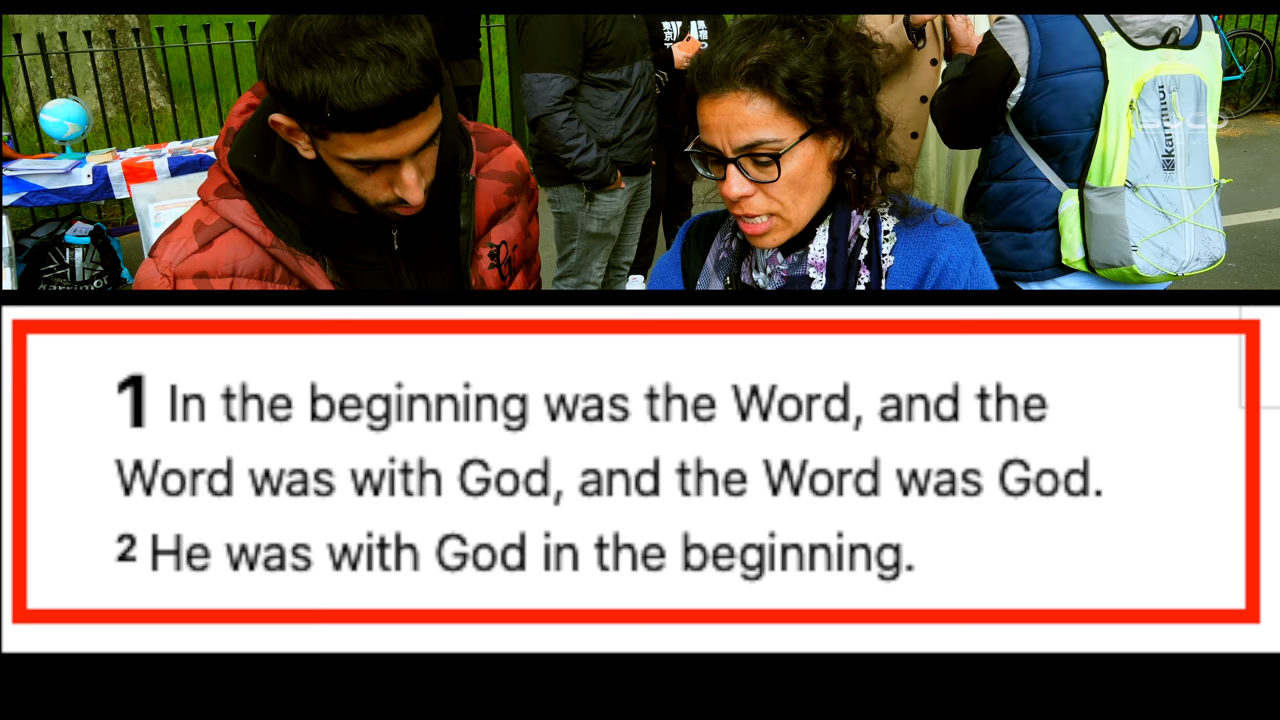 karrimor
karrimor
1 In the beginning was the Word, and the
Word was with God, and the Word was God.
2 He was with God in the beginning.